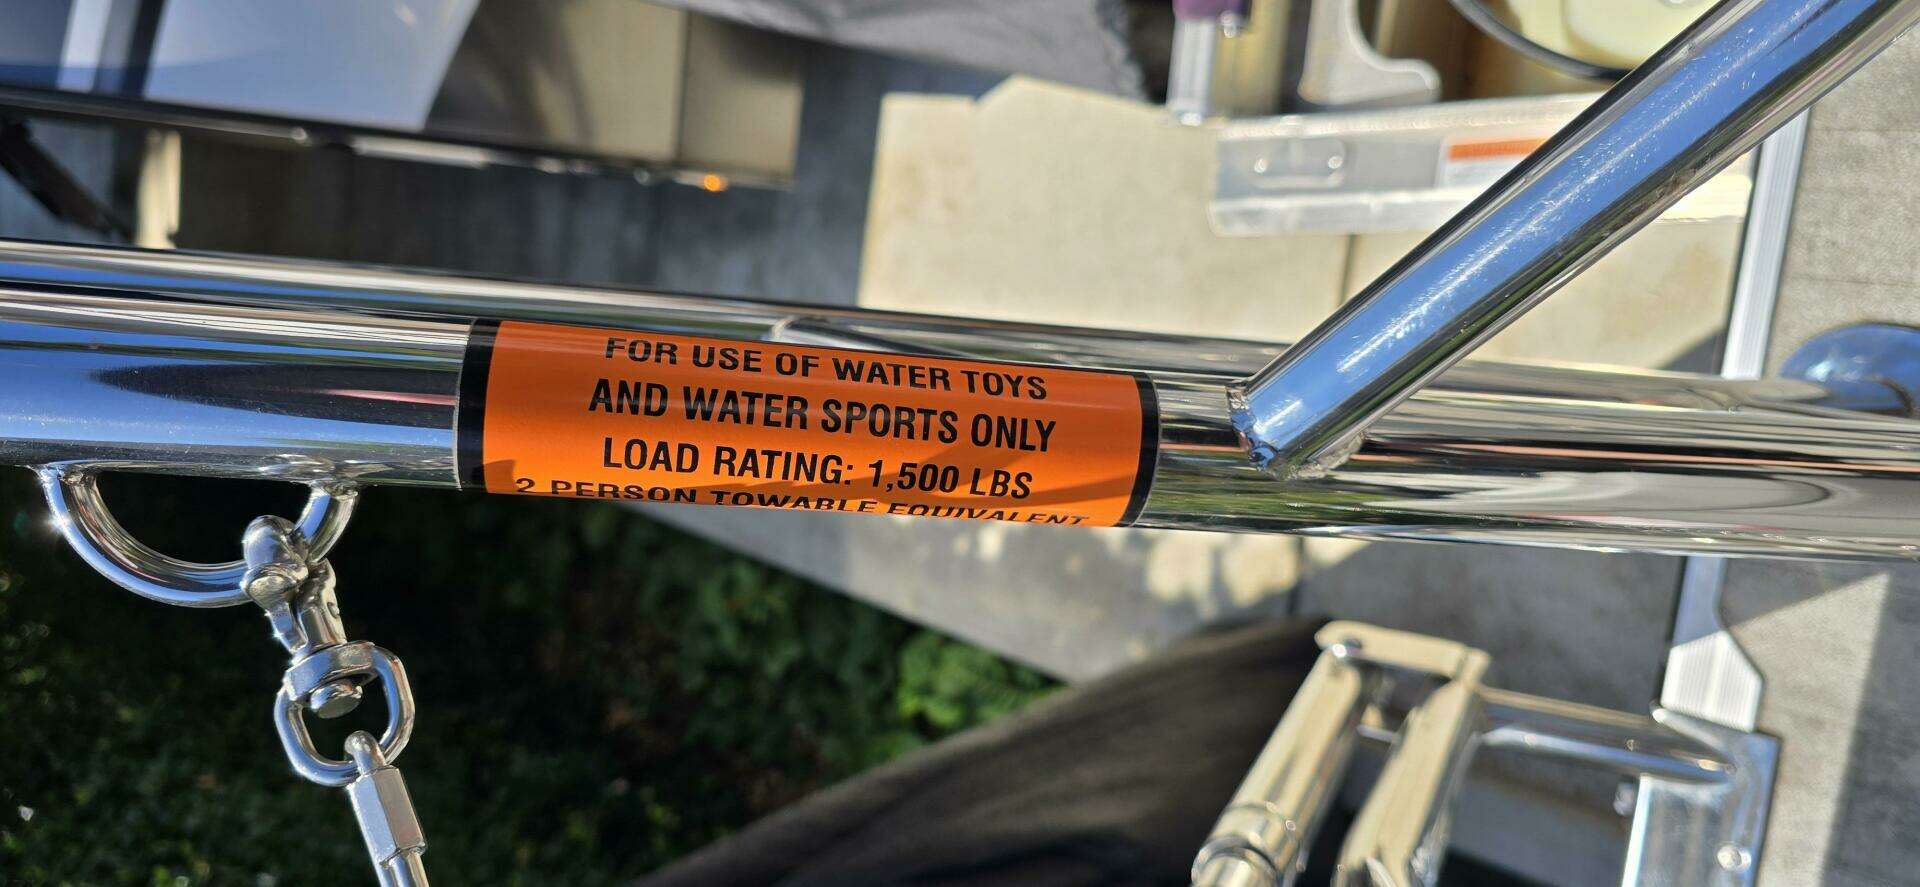 FOR USE OF WATER TOYS
AND WATER SPORTS ONLY
LOAD RATING: 1,500 LBS
2 PERSON TOWABLE EQUIVALENT